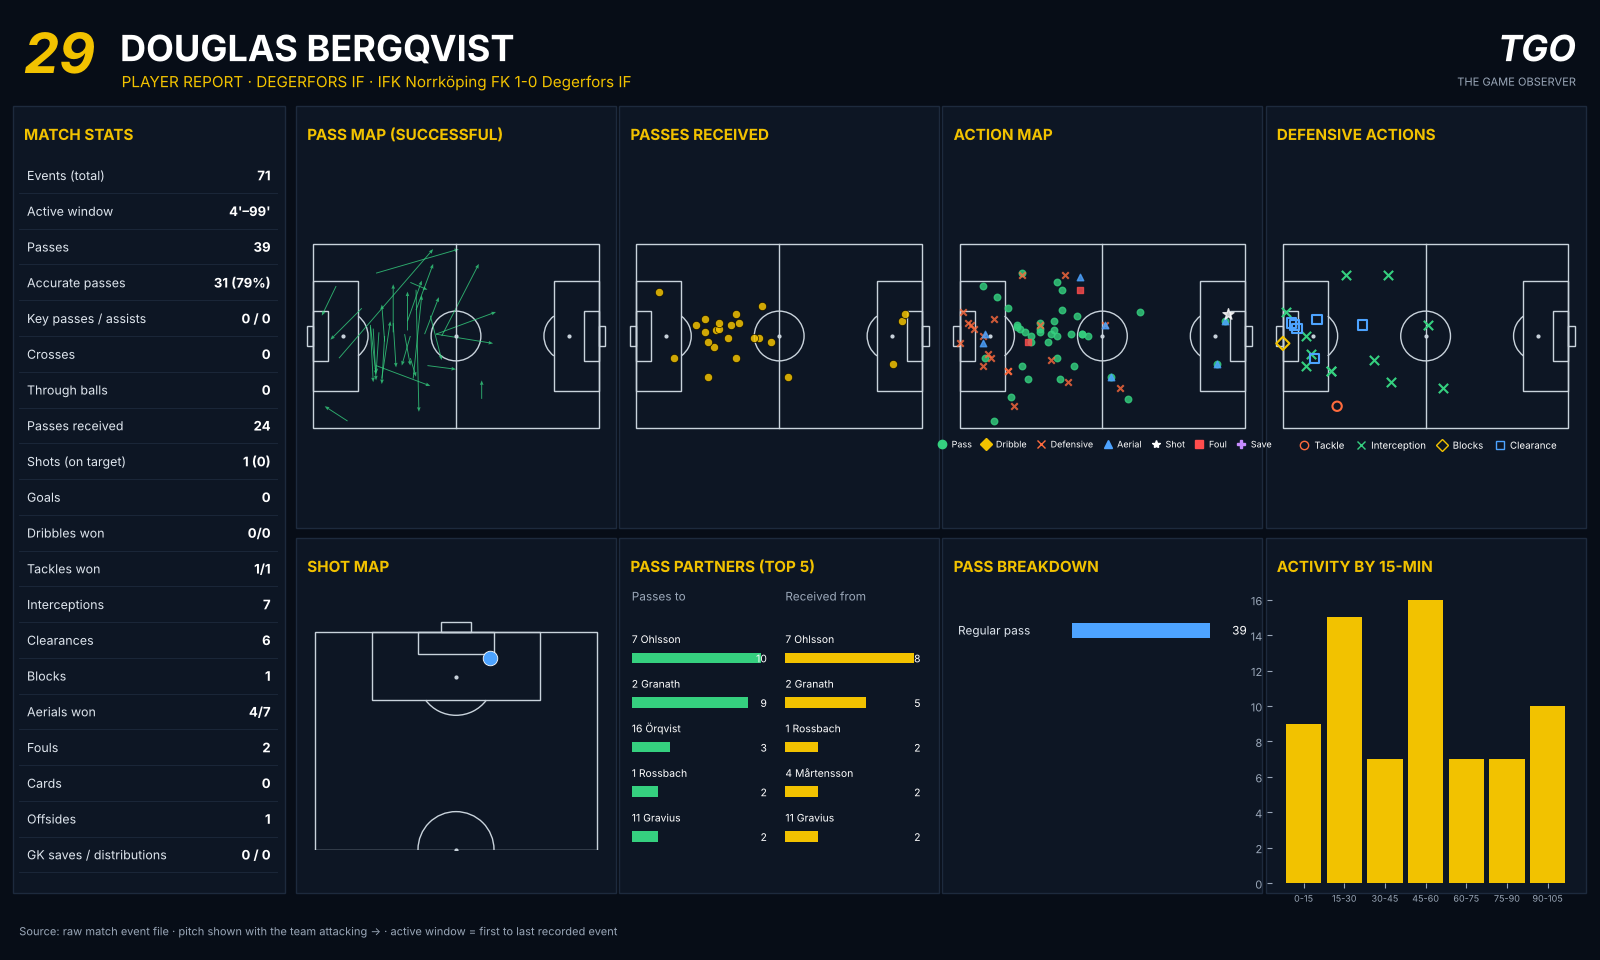 29
DOUGLAS BERGQVIST
PLAYER REPORT · DEGERFORS IF · IFK Norrköping FK 1-0 Degerfors IF
TGO
THE GAME OBSERVER
MATCH STATS
Events (total) 71
Active window 4'–99'
Passes 39
Accurate passes 31 (79%)
Key passes / assists 0 / 0
Crosses 0
Through balls 0
Passes received 24
Shots (on target) 1 (0)
Goals 0
Dribbles won 0/0
Tackles won 1/1
Interceptions 7
Clearances 6
Blocks 1
Aerials won 4/7
Fouls 2
Cards 0
Offsides 1
GK saves / distributions 0 / 0
PASS MAP (SUCCESSFUL)
PASSES RECEIVED
ACTION MAP
Pass Dribble Defensive Aerial Shot Foul Save
DEFENSIVE ACTIONS
Tackle Interception Blocks Clearance
SHOT MAP
PASS PARTNERS (TOP 5)
Passes to
7 Ohlsson
10
2 Granath
9
16 Örqvist
3
1 Rossbach
2
11 Gravius
2
Received from
7 Ohlsson
8
2 Granath
5
1 Rossbach
2
4 Mårtensson
2
11 Gravius
2
PASS BREAKDOWN
Regular pass 39
ACTIVITY BY 15-MIN
16
14
12
10
8
6
4
2
0
0-15 15-30 30-45 45-60 60-75 75-90 90-105
Source: raw match event file · pitch shown with the team attacking → · active window = first to last recorded event